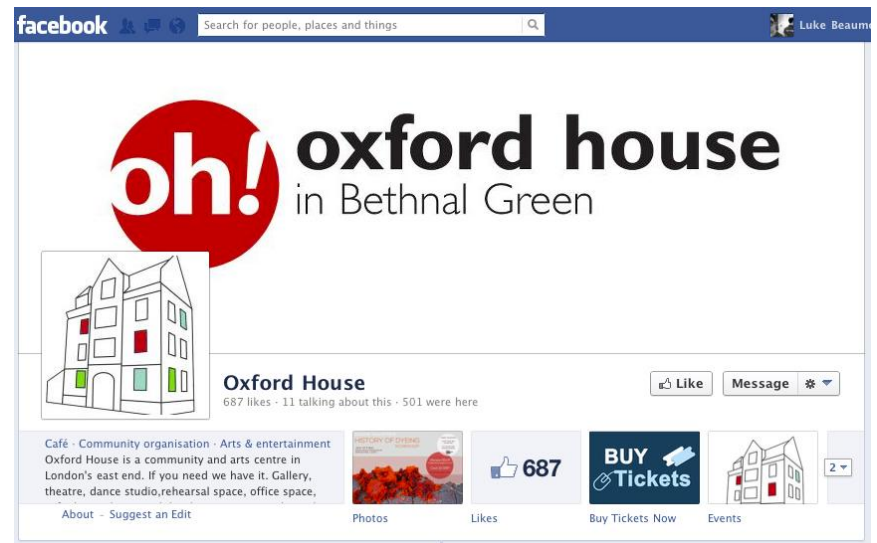 facebook
Search for people, places and things
Luke Beaum
oh!
oxford house
in Bethnal Green
Oxford House
687 likes · 11 talking about this · 501 were here
Like
Message
Café · Community organisation · Arts & entertainment
Oxford House is a community and arts centre in
London's east end. If you need we have it. Gallery,
theatre, dance studio,rehearsal space, office space,
About - Suggest an Edit
HISTORY OF DYEING
Photos
687
Likes
BUY
Tickets
Buy Tickets Now
Events
2